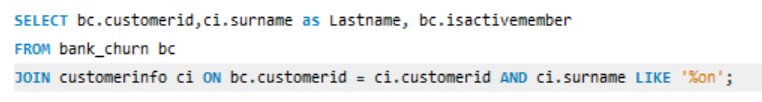 SELECT bc.customerid,ci.surname as Lastname, bc.isactivemember
FROM bank_churn bc
JOIN customerinfo ci ON bc.customerid = ci.customerid AND ci.surname LIKE '%on';